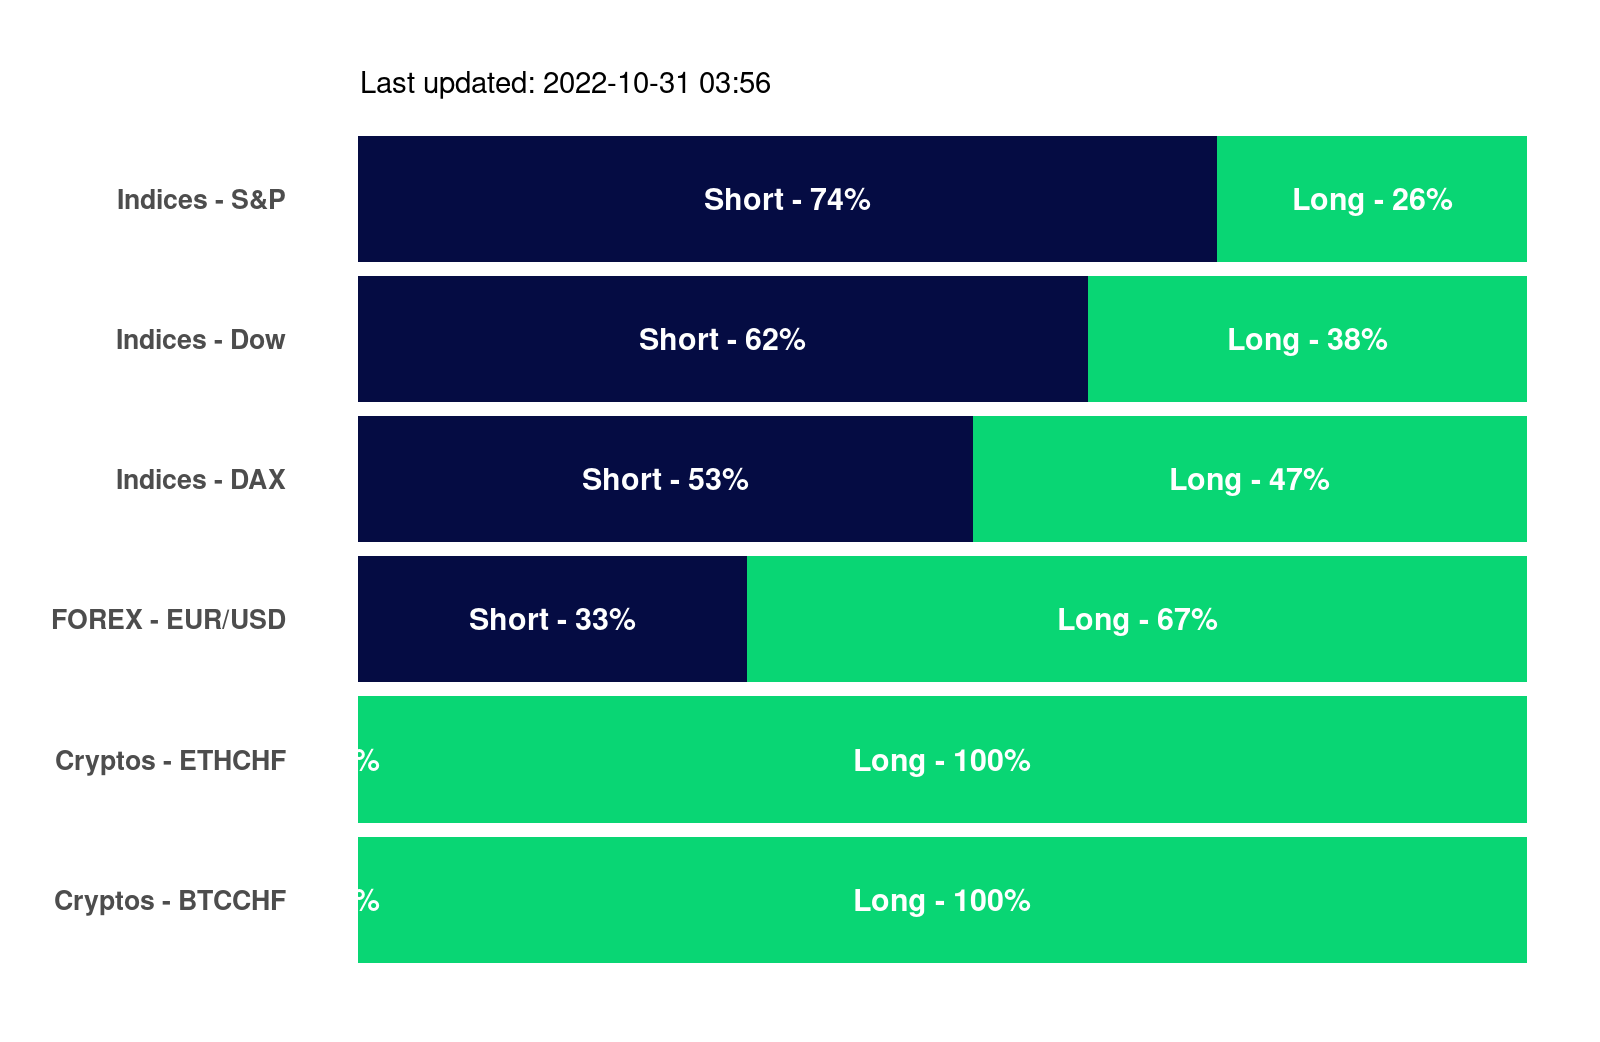 Last updated: 2022-10-31 03:56
Indices - S&P Short - 74% Long - 26%
Indices - Dow Short - 62% Long - 38%
Indices - DAX Short - 53% Long - 47%
FOREX - EUR/USD Short - 33% Long - 67%
Cryptos - ETHCHF % Long - 100%
Cryptos - BTCCHF % Long - 100%